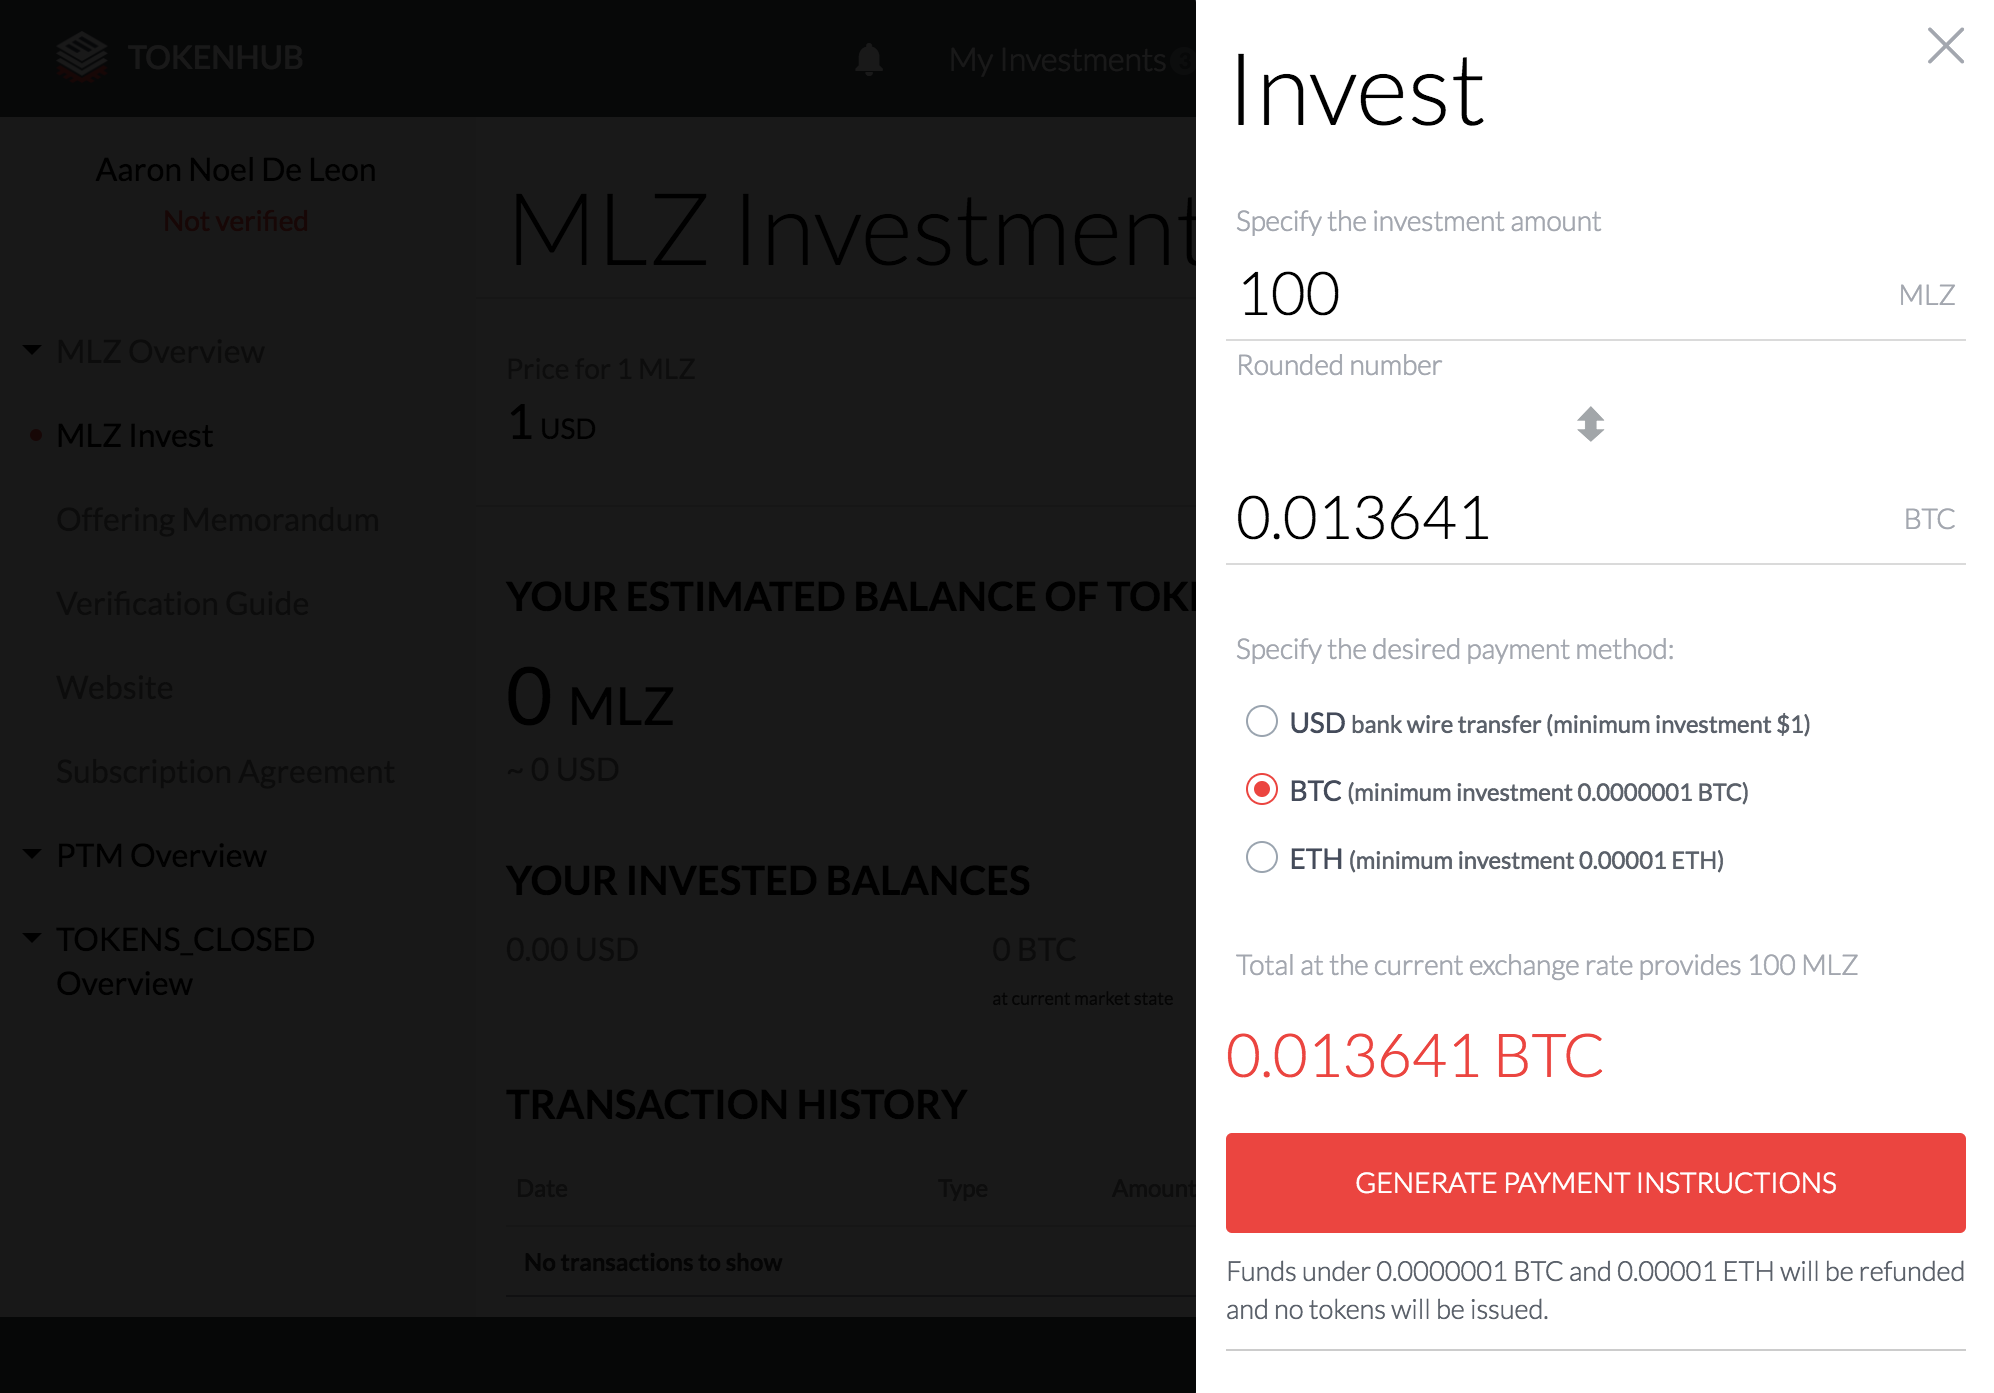 TOKENHUB
My Investments
Aaron Noel De Leon
Not verified
MLZ Overview
MLZ Invest
Offering Memorandum
Verification Guide
Website
Subscription Agreement
PTM Overview
TOKENS_CLOSED
Overview
MLZ Investment
Price for 1 MLZ
1 USD
YOUR ESTIMATED BALANCE OF
0 MLZ
~ 0 USD
YOUR INVESTED BALANCES
0.00 USD
0 BTC
at current market state
TRANSACTION HISTORY
Date
Type
Amount
No transactions to show
Invest
Specify the investment amount
100
MLZ
Rounded number
0.013641
BTC
Specify the desired payment method:
USD bank wire transfer (minimum investment $1)
BTC (minimum investment 0.0000001 BTC)
ETH (minimum investment 0.00001 ETH)
Total at the current exchange rate provides 100 MLZ
0.013641 BTC
GENERATE PAYMENT INSTRUCTIONS
Funds under 0.0000001 BTC and 0.00001 ETH will be refunded
and no tokens will be issued.